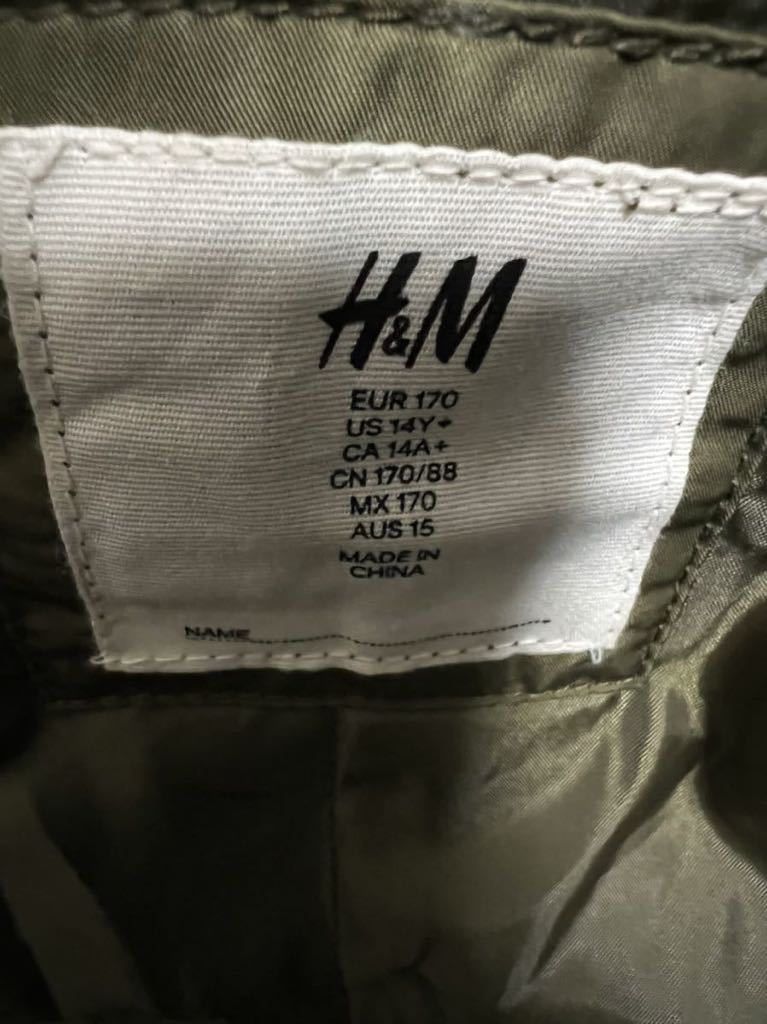 H&M
EUR 170
US 14Y+
CA 14A+
CN 170/88
MX 170
AUS 15
MADE IN
CHINA
NAME